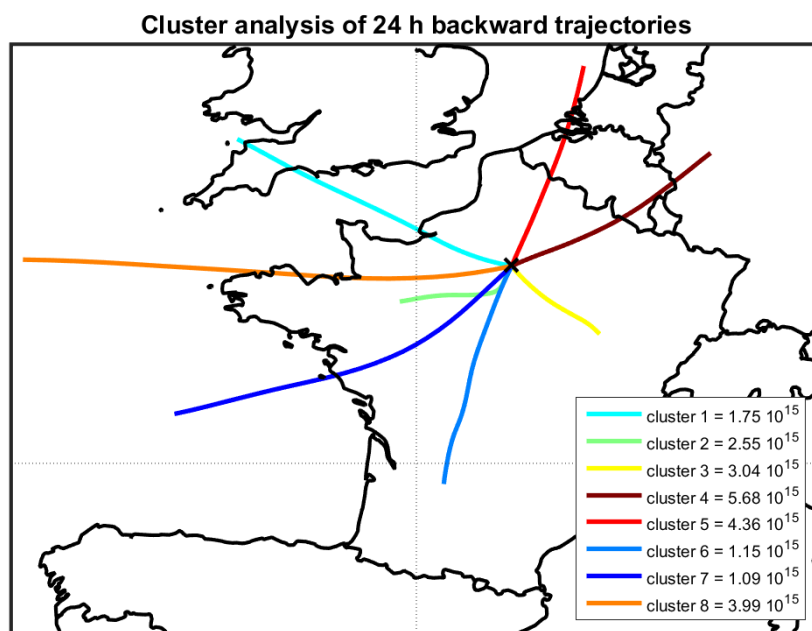 Cluster analysis of 24 h backward trajectories
cluster 1 = 1.75 10^15
cluster 2 = 2.55 10^15
cluster 3 = 3.04 10^15
cluster 4 = 5.68 10^15
cluster 5 = 4.36 10^15
cluster 6 = 1.15 10^15
cluster 7 = 1.09 10^15
cluster 8 = 3.99 10^15